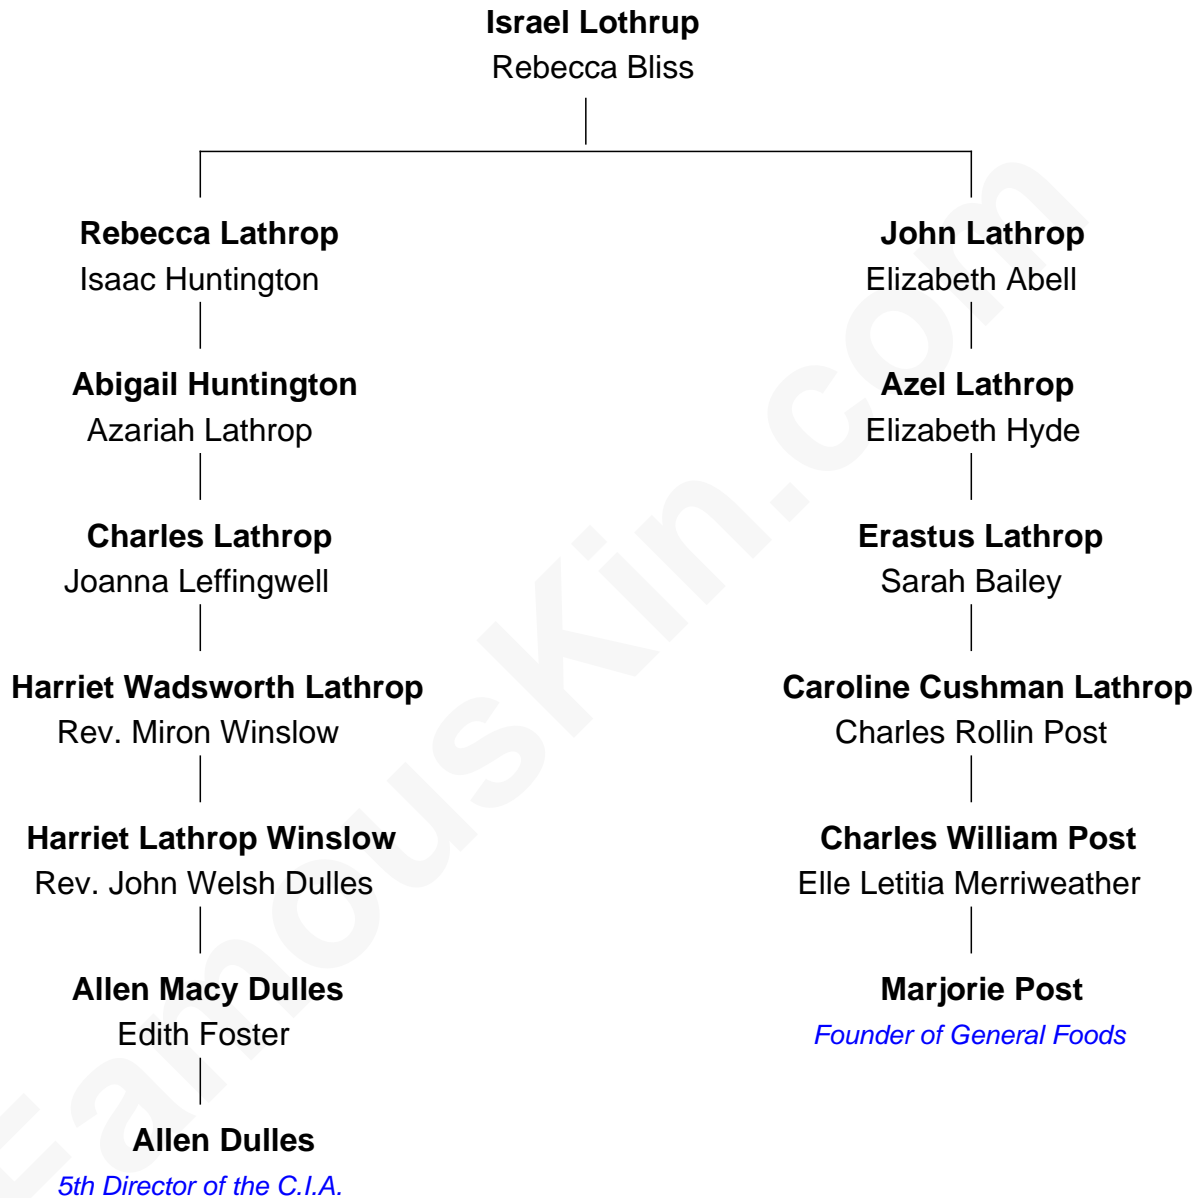 Israel Lothrup
Rebecca Bliss
Rebecca Lathrop
Isaac Huntington
John Lathrop
Elizabeth Abell
Abigail Huntington
Azariah Lathrop
Azel Lathrop
Elizabeth Hyde
Charles Lathrop
Joanna Leffingwell
Erastus Lathrop
Sarah Bailey
Harriet Wadsworth Lathrop
Rev. Miron Winslow
Caroline Cushman Lathrop
Charles Rollin Post
Harriet Lathrop Winslow
Rev. John Welsh Dulles
Charles William Post
Elle Letitia Merriweather
Allen Macy Dulles
Edith Foster
Marjorie Post
Founder of General Foods
Allen Dulles
5th Director of the C.I.A.
FamousKin.com